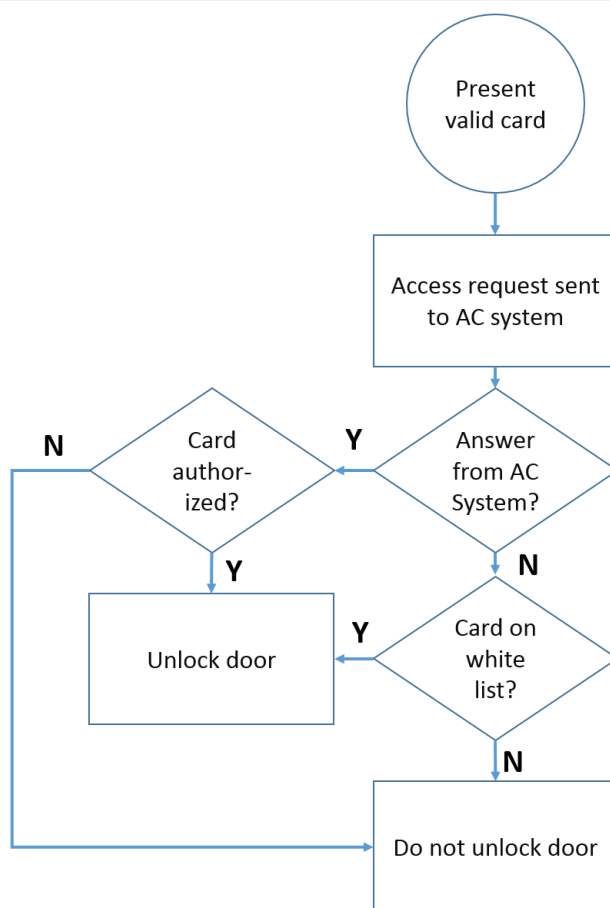 Present
valid card
Access request sent
to AC system
N
Card
author-
ized?
Y
Answer
from AC
System?
Y
N
Unlock door
Y
Card on
white
list?
N
Do not unlock door